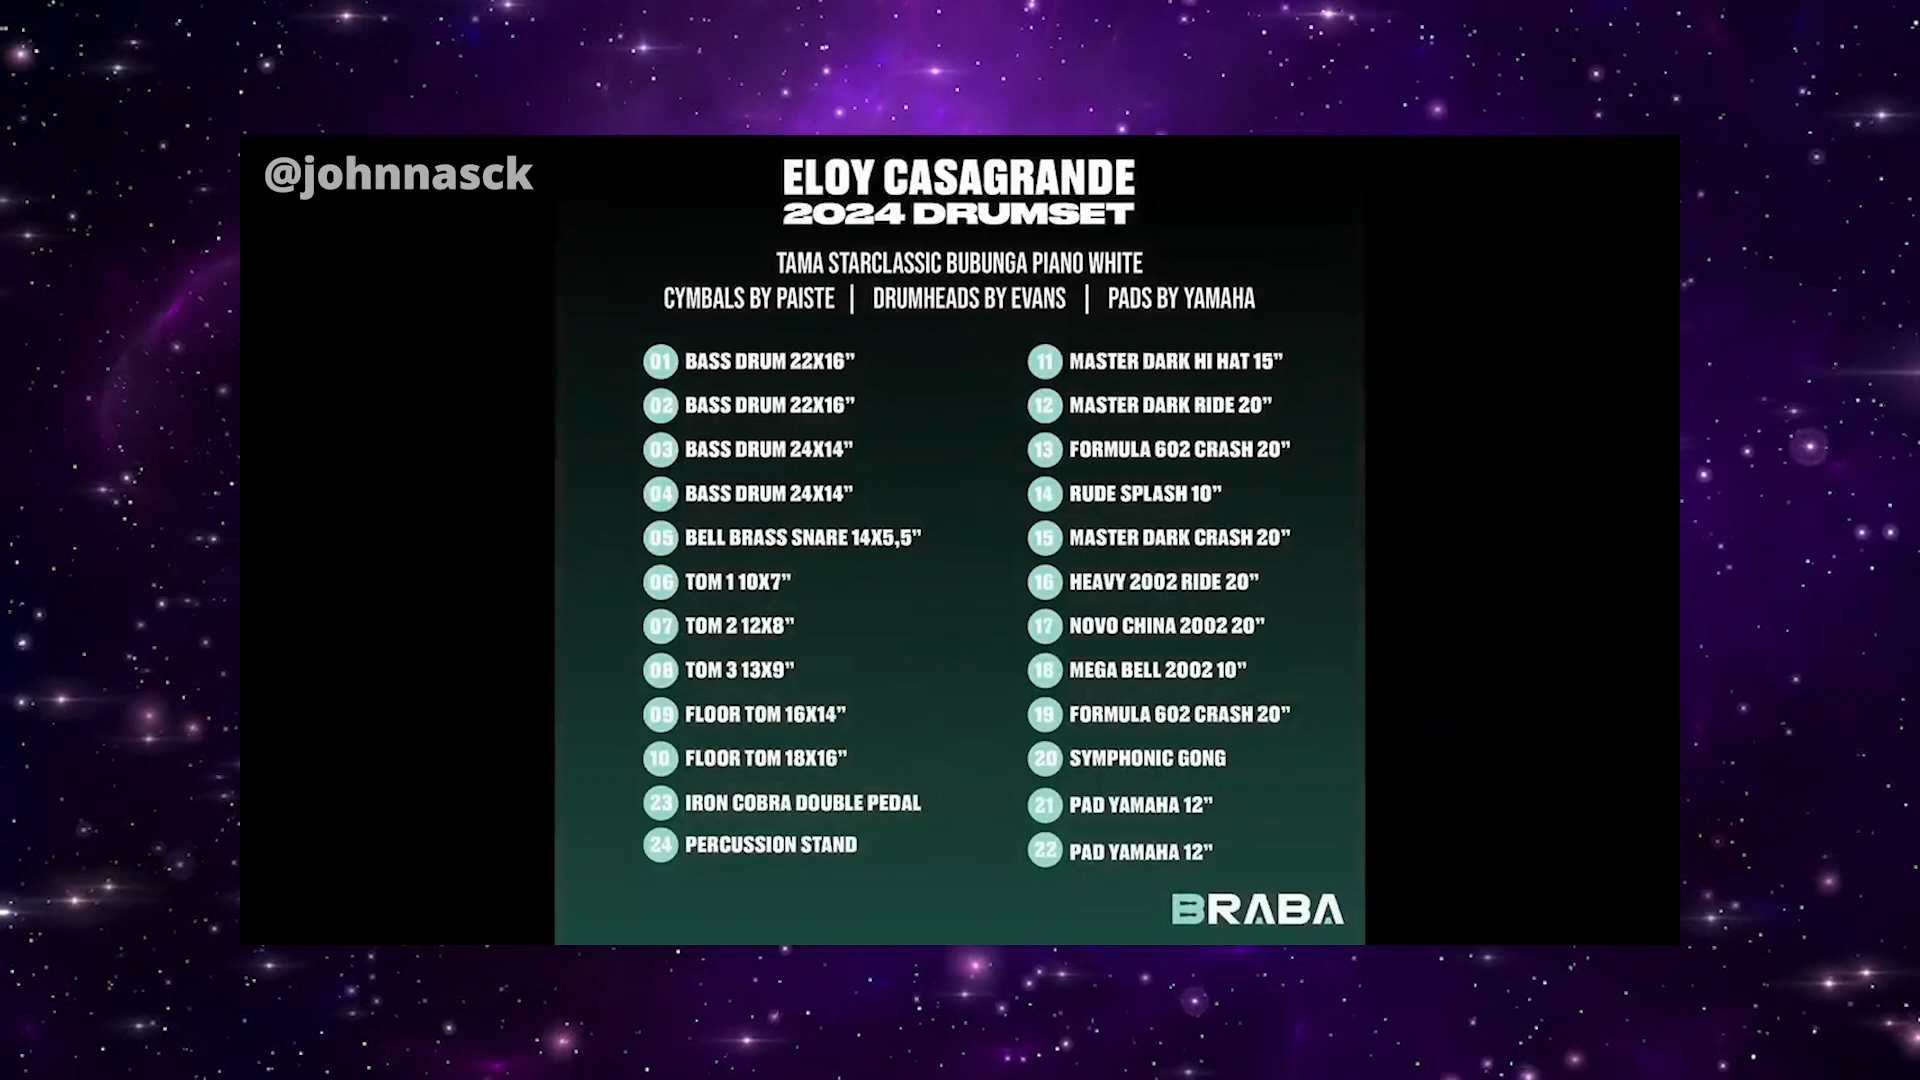 @johnnasck
ELOY CASAGRANDE
2024 DRUMSET
TAMA STARCLASSIC BUBUNGA PIANO WHITE
CYMBALS BY PAISTE | DRUMHEADS BY EVANS | PADS BY YAMAHA
01 BASS DRUM 22X16”
02 BASS DRUM 22X16”
03 BASS DRUM 24X14”
04 BASS DRUM 24X14”
05 BELL BRASS SNARE 14X5,5”
06 TOM 1 10X7”
07 TOM 2 12X8”
08 TOM 3 13X9”
09 FLOOR TOM 16X14”
10 FLOOR TOM 18X16”
23 IRON COBRA DOUBLE PEDAL
24 PERCUSSION STAND
11 MASTER DARK HI HAT 15”
12 MASTER DARK RIDE 20”
13 FORMULA 602 CRASH 20”
14 RUDE SPLASH 10”
15 MASTER DARK CRASH 20”
16 HEAVY 2002 RIDE 20”
17 NOVO CHINA 2002 20”
18 MEGA BELL 2002 10”
19 FORMULA 602 CRASH 20”
20 SYMPHONIC GONG
21 PAD YAMAHA 12”
22 PAD YAMAHA 12”
BRABA